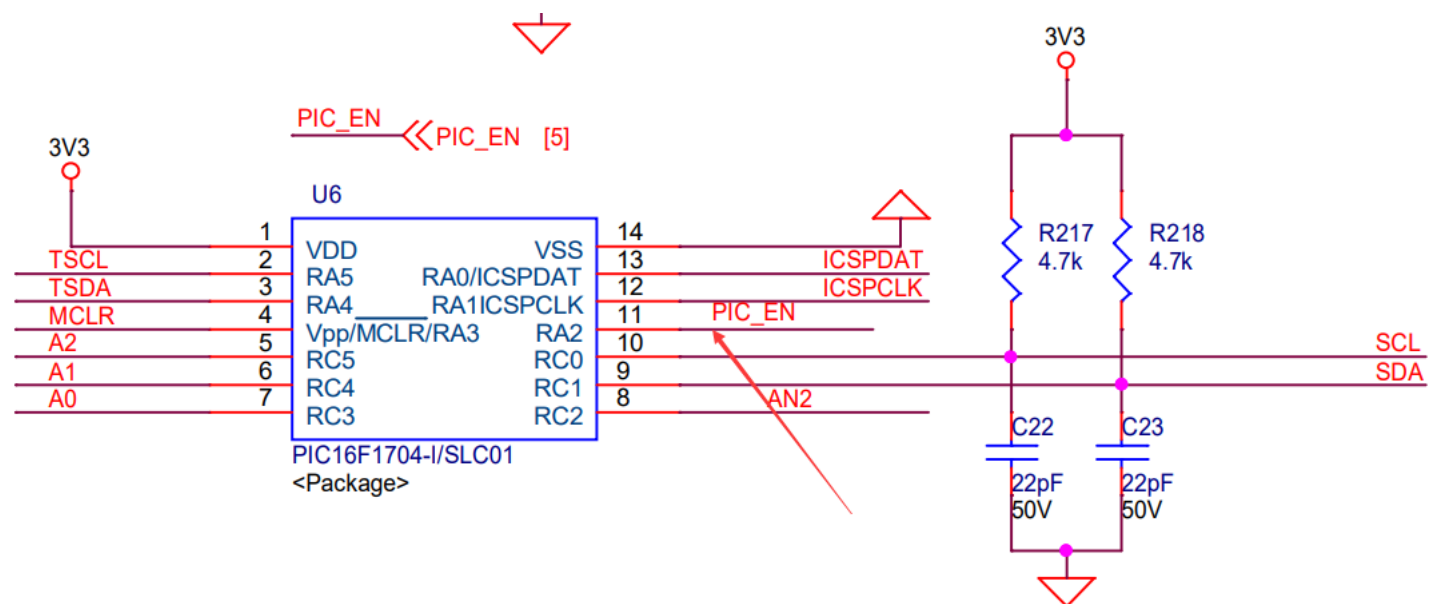 3V3
PIC_EN
PIC_EN [5]
3V3
U6
1 VDD VSS 14
TSCL 2 RA5 RA0/ICSPDAT 13 ICSPDAT
TSDA 3 RA4 RA1ICSPCLK 12 ICSPCLK
MCLR 4 Vpp/MCLR/RA3 RA2 11 PIC_EN
A2 5 RC5 RC0 10 SCL
A1 6 RC4 RC1 9 SDA
A0 7 RC3 RC2 8 AN2
PIC16F1704-I/SLC01
<Package>
R217
4.7k
R218
4.7k
C22
22pF
50V
C23
22pF
50V